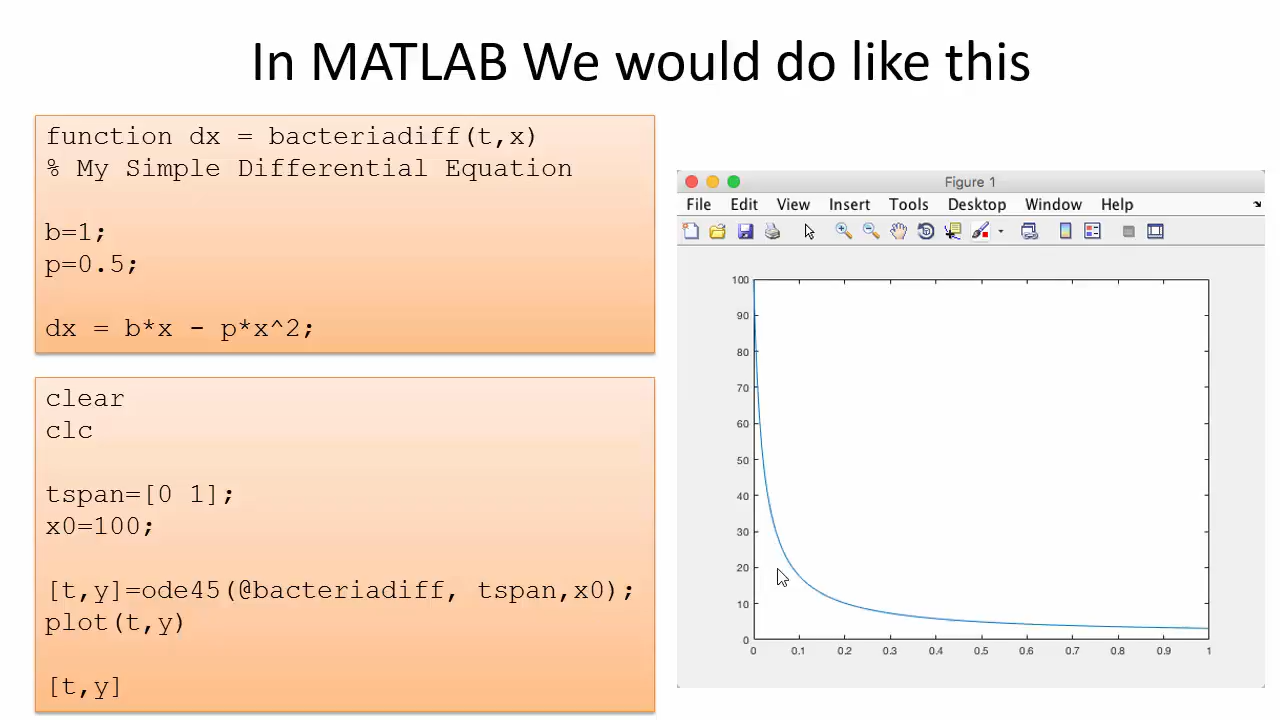 In MATLAB We would do like this
function dx = bacteriadiff(t,x)
% My Simple Differential Equation
b=1;
p=0.5;
dx = b*x - p*x^2;
clear
clc
tspan=[0 1];
x0=100;
[t,y]=ode45(@bacteriadiff, tspan,x0);
plot(t,y)
[t,y]
Figure 1
File Edit View Insert Tools Desktop Window Help
100
90
80
70
60
50
40
30
20
10
0
0 0.1 0.2 0.3 0.4 0.5 0.6 0.7 0.8 0.9 1